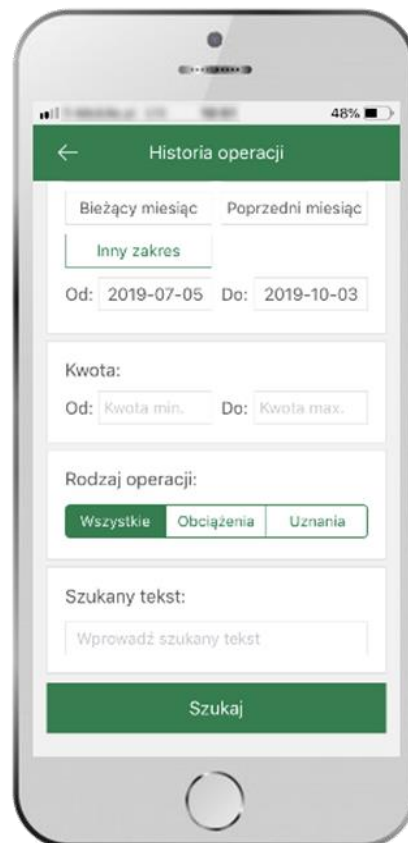 48%
Historia operacji
Bieżący miesiąc Poprzedni miesiąc
Inny zakres
Od: 2019-07-05 Do: 2019-10-03
Kwota:
Od: Kwota min. Do: Kwota max.
Rodzaj operacji:
Wszystkie Obciążenia Uznania
Szukany tekst:
Wprowadź szukany tekst
Szukaj